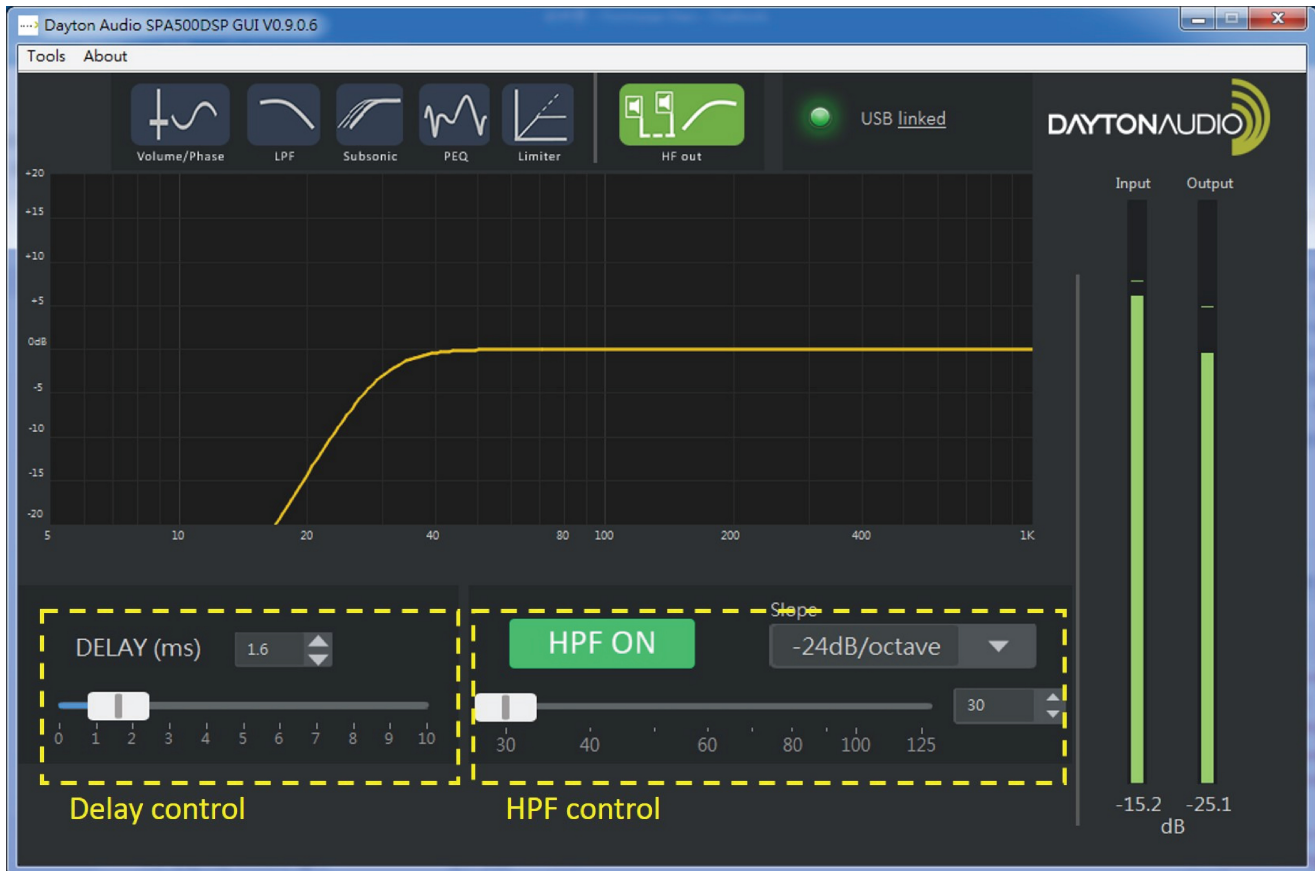 Dayton Audio SPA500DSP GUI V0.9.0.6
Tools About
Volume/Phase LPF Subsonic PEQ Limiter HF out
USB linked
DAYTONAUDIO
Input Output
+20
+15
+10
+5
0dB
-5
-10
-15
-20
5 10 20 40 80 100 200 400 1K
Slope
DELAY (ms) 1.6
HPF ON -24dB/octave
30
0 1 2 3 4 5 6 7 8 9 10
30 40 60 80 100 125
Delay control HPF control
-15.2 -25.1
dB